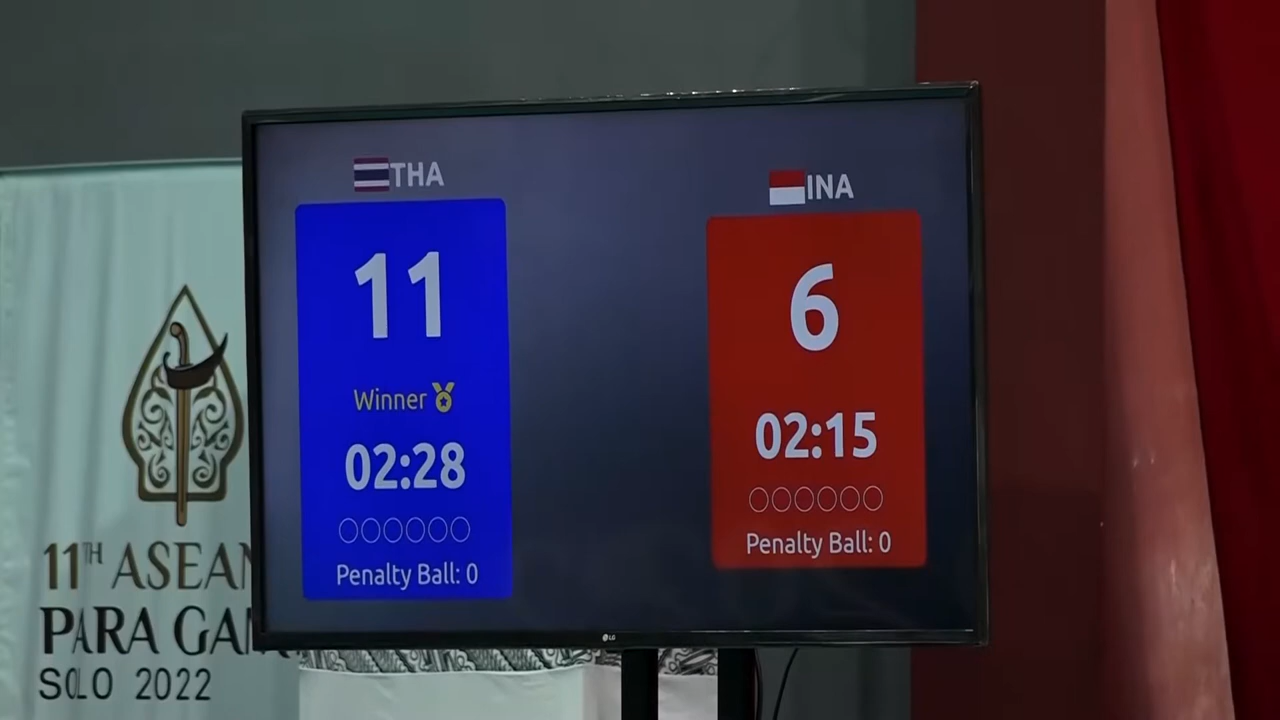 THA
11
Winner
02:28
Penalty Ball: 0
INA
6
02:15
Penalty Ball: 0
LG
11TH ASEAN
PARA GA
SOLO 2022